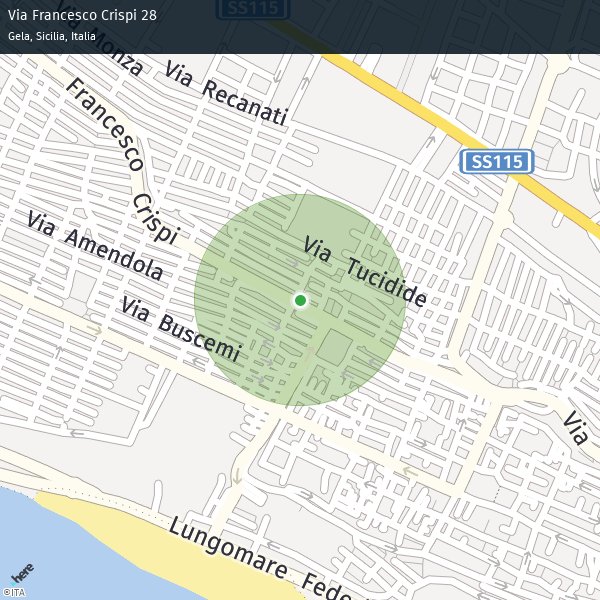 Via Francesco Crispi 28
Gela, Sicilia, Italia
SS115
Via Monza
Via Recanati
Francesco
Crispi
SS115
Via Amendola
Via Tucidide
Via Buscemi
Via
Lungomare Fede
here
©ITA